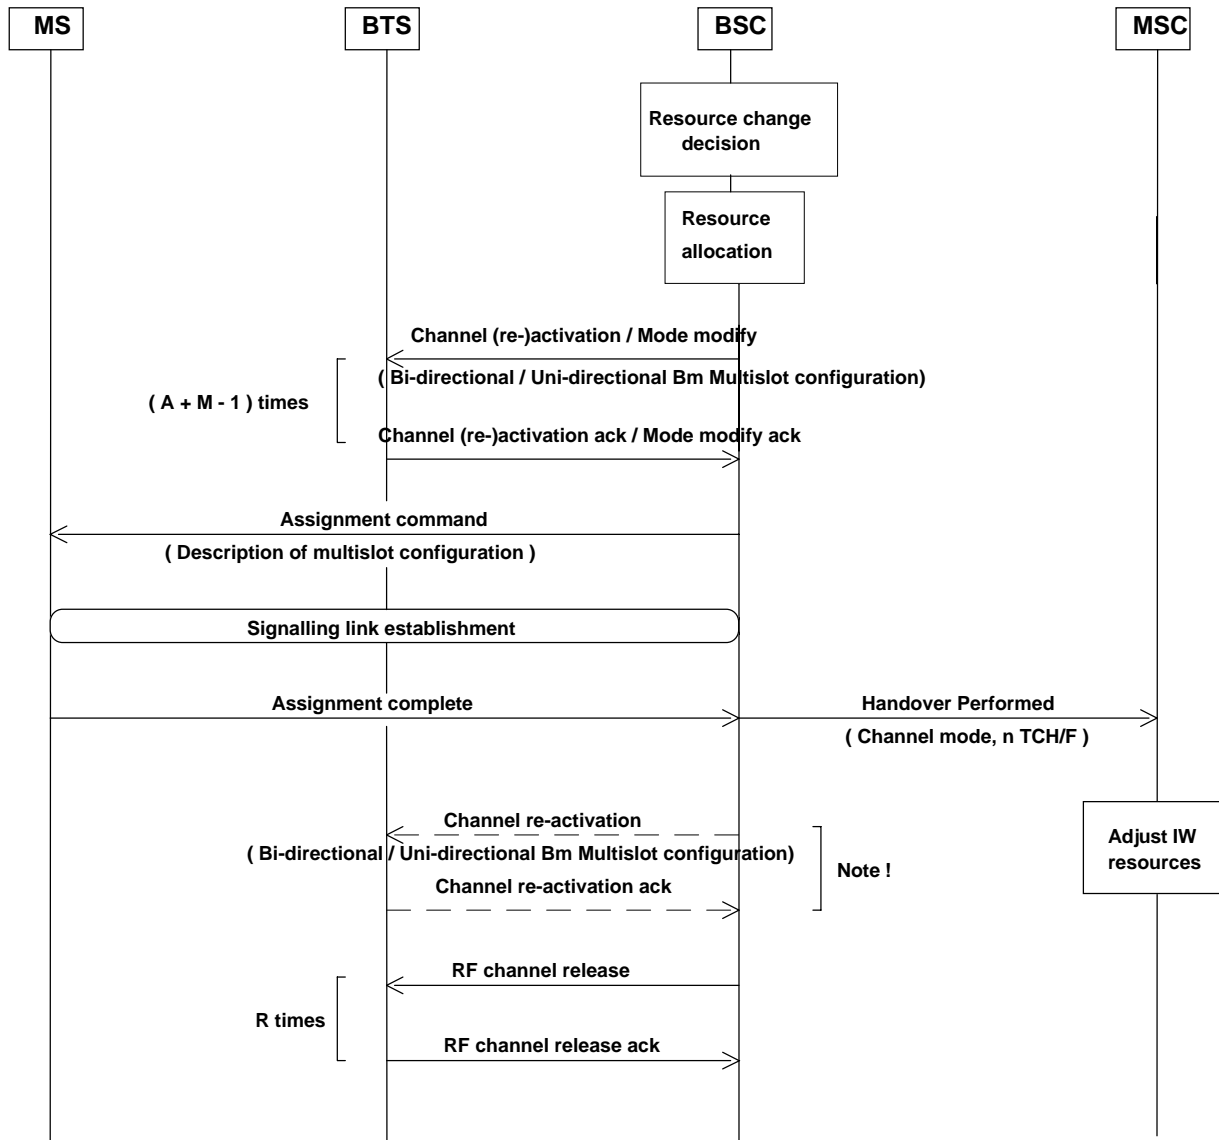 MS
BTS
BSC
MSC
Resource change
decision
Resource
allocation
Channel (re-)activation / Mode modify
( Bi-directional / Uni-directional Bm Multislot configuration)
( A + M - 1 ) times
Channel (re-)activation ack / Mode modify ack
Assignment command
( Description of multislot configuration )
Signalling link establishment
Assignment complete
Handover Performed
( Channel mode, n TCH/F )
Channel re-activation
( Bi-directional / Uni-directional Bm Multislot configuration)
Channel re-activation ack
Note !
Adjust IW
resources
RF channel release
R times
RF channel release ack